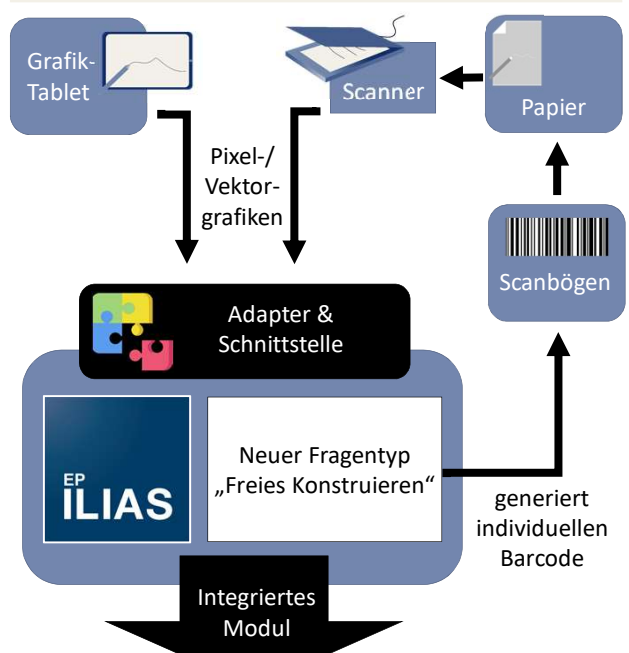 Grafik-
Tablet
Scanner
Papier
Pixel-/
Vektor-
grafiken
Scanbögen
Adapter &
Schnittstelle
EP
ILIAS
Neuer Fragentyp
„Freies Konstruieren“
generiert
individuellen
Barcode
Integriertes
Modul